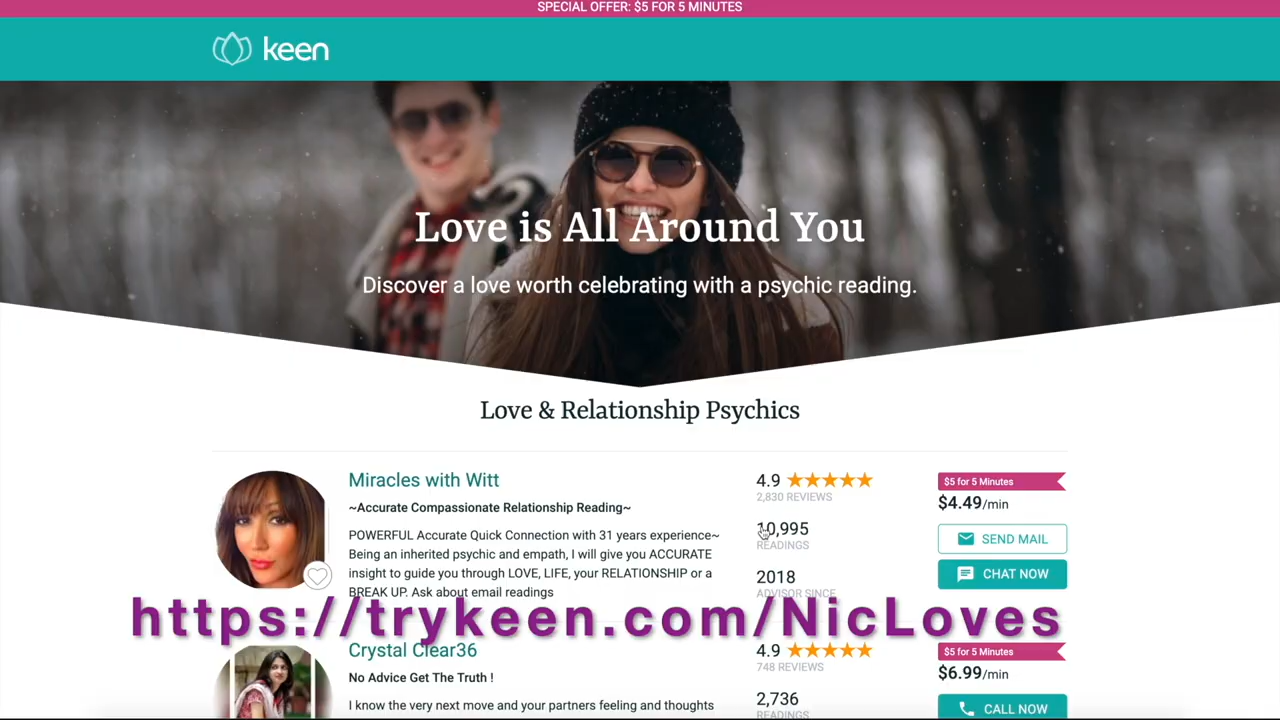 SPECIAL OFFER: $5 FOR 5 MINUTES
keen
Love is All Around You
Discover a love worth celebrating with a psychic reading.
Love & Relationship Psychics
Miracles with Witt
~Accurate Compassionate Relationship Reading~
POWERFUL Accurate Quick Connection with 31 years experience~
Being an inherited psychic and empath, I will give you ACCURATE
insight to guide you through LOVE, LIFE, your RELATIONSHIP or a
BREAK UP. Ask about email readings
4.9
2,830 REVIEWS
10,995
READINGS
2018
ADVISOR SINCE
$5 for 5 Minutes
$4.49/min
SEND MAIL
CHAT NOW
https://trykeen.com/NicLoves
Crystal Clear36
No Advice Get The Truth !
I know the very next move and your partners feeling and thoughts
4.9
748 REVIEWS
2,736
READINGS
$5 for 5 Minutes
$6.99/min
CALL NOW